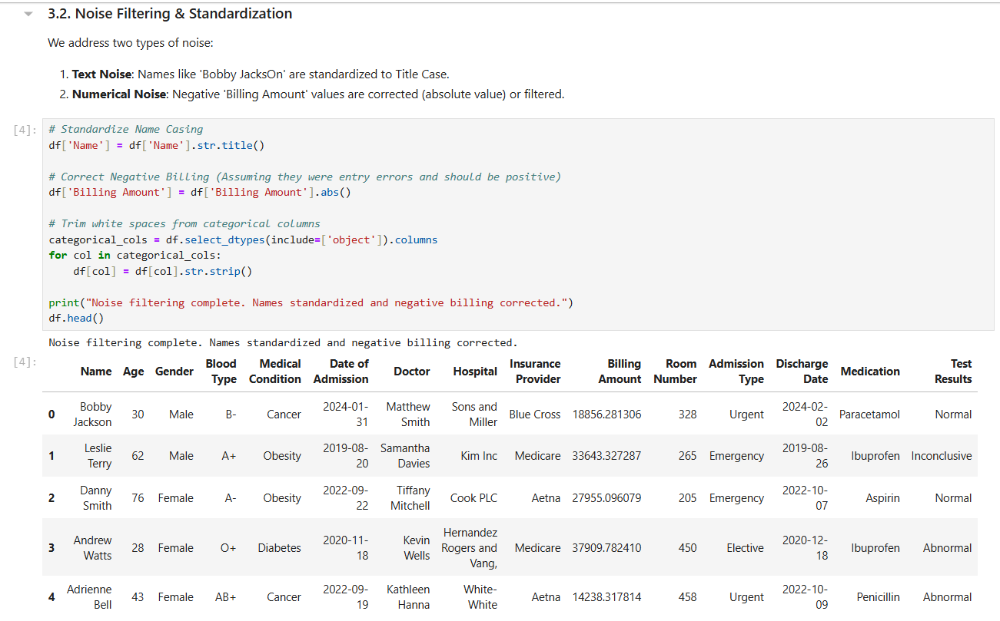 3.2. Noise Filtering & Standardization
We address two types of noise:
1. Text Noise: Names like 'Bobby JacksOn' are standardized to Title Case.
2. Numerical Noise: Negative 'Billing Amount' values are corrected (absolute value) or filtered.
[4]:
# Standardize Name Casing
df['Name'] = df['Name'].str.title()
# Correct Negative Billing (Assuming they were entry errors and should be positive)
df['Billing Amount'] = df['Billing Amount'].abs()
# Trim white spaces from categorical columns
categorical_cols = df.select_dtypes(include=['object']).columns
for col in categorical_cols:
    df[col] = df[col].str.strip()
print("Noise filtering complete. Names standardized and negative billing corrected.")
df.head()
Noise filtering complete. Names standardized and negative billing corrected.
[4]:
Name Age Gender Blood Type Medical Condition Date of Admission Doctor Hospital Insurance Provider Billing Amount Room Number Admission Type Discharge Date Medication Test Results
0 Bobby Jackson 30 Male B- Cancer 2024-01-31 Matthew Smith Sons and Miller Blue Cross 18856.281306 328 Urgent 2024-02-02 Paracetamol Normal
1 Leslie Terry 62 Male A+ Obesity 2019-08-20 Samantha Davies Kim Inc Medicare 33643.327287 265 Emergency 2019-08-26 Ibuprofen Inconclusive
2 Danny Smith 76 Female A- Obesity 2022-09-22 Tiffany Mitchell Cook PLC Aetna 27955.096079 205 Emergency 2022-10-07 Aspirin Normal
3 Andrew Watts 28 Female O+ Diabetes 2020-11-18 Kevin Wells Hernandez Rogers and Vang, Medicare 37909.782410 450 Elective 2020-12-18 Ibuprofen Abnormal
4 Adrienne Bell 43 Female AB+ Cancer 2022-09-19 Kathleen Hanna White-White Aetna 14238.317814 458 Urgent 2022-10-09 Penicillin Abnormal